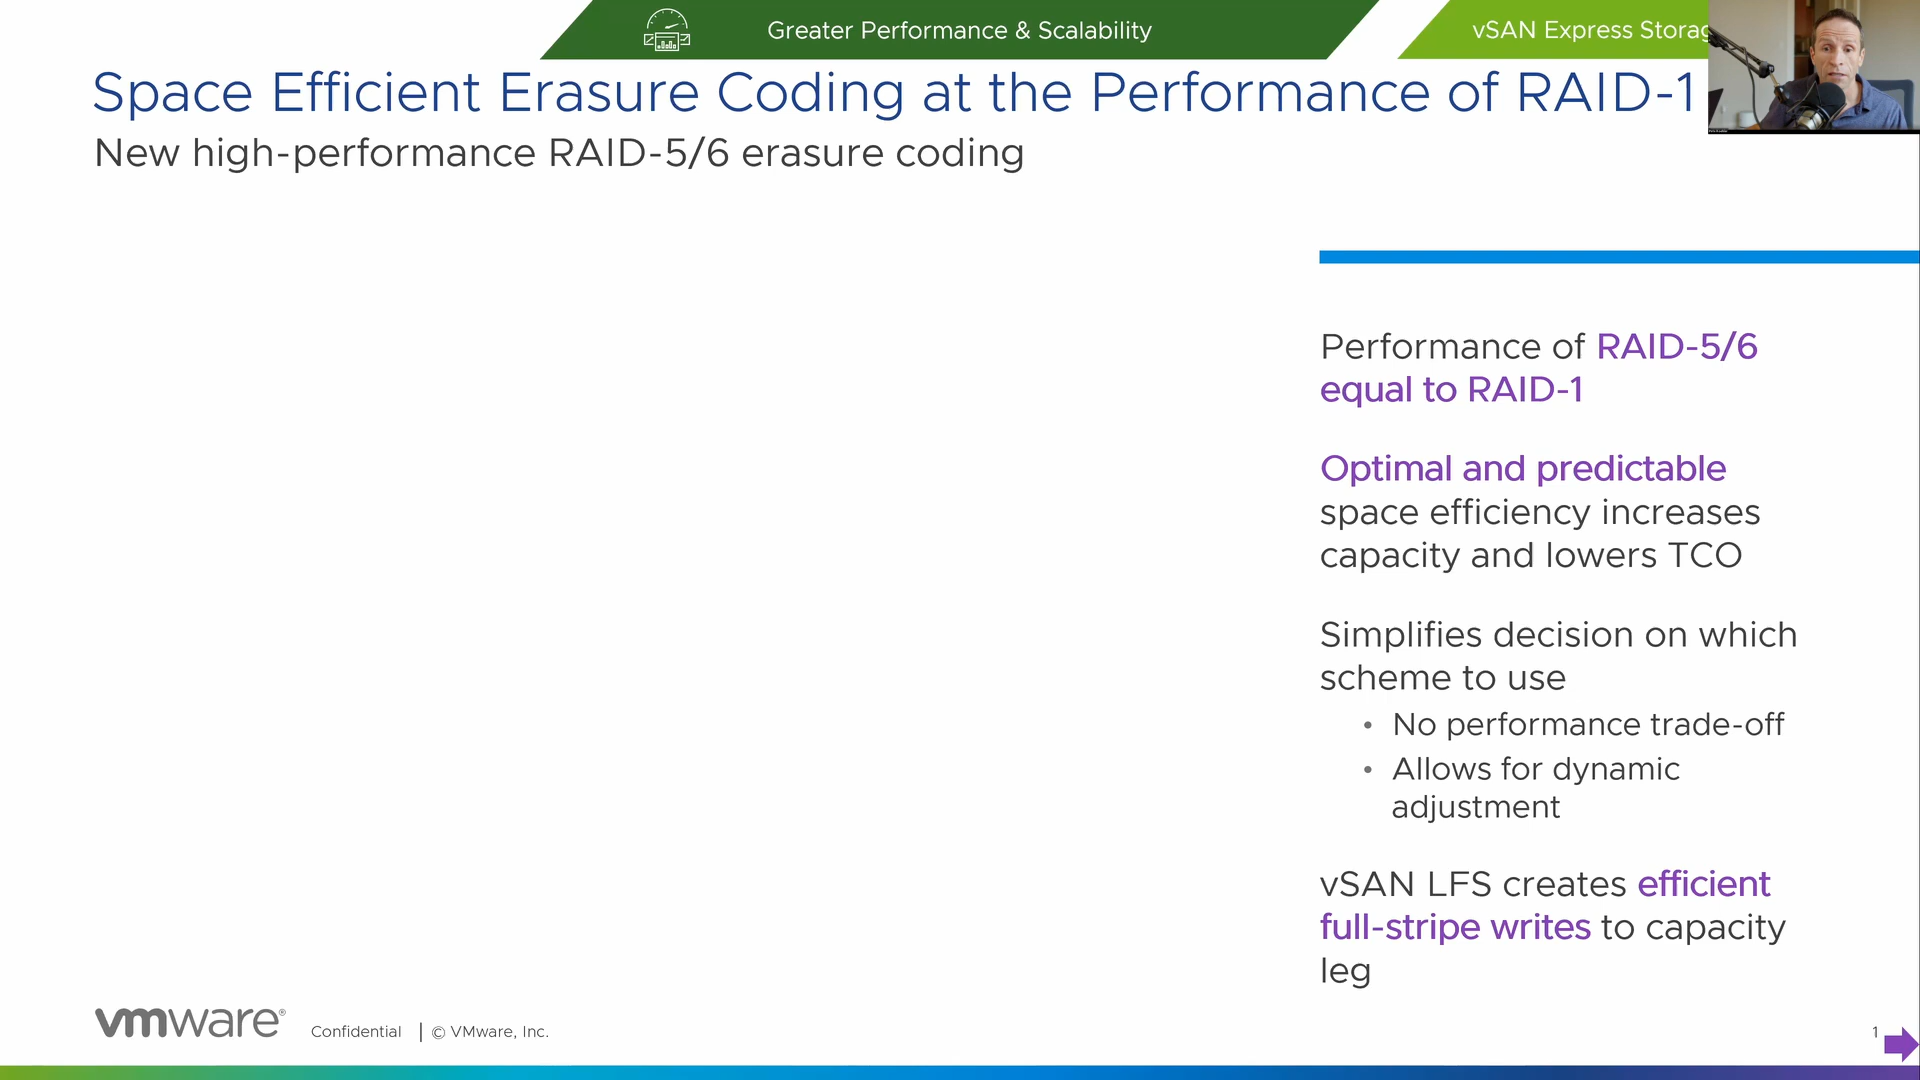 Greater Performance & Scalability
vSAN Express Storag
Space Efficient Erasure Coding at the Performance of RAID-1
New high-performance RAID-5/6 erasure coding
Performance of RAID-5/6
equal to RAID-1
Optimal and predictable
space efficiency increases
capacity and lowers TCO
Simplifies decision on which
scheme to use
• No performance trade-off
• Allows for dynamic
adjustment
vSAN LFS creates efficient
full-stripe writes to capacity
leg
vmware® Confidential | © VMware, Inc.
1